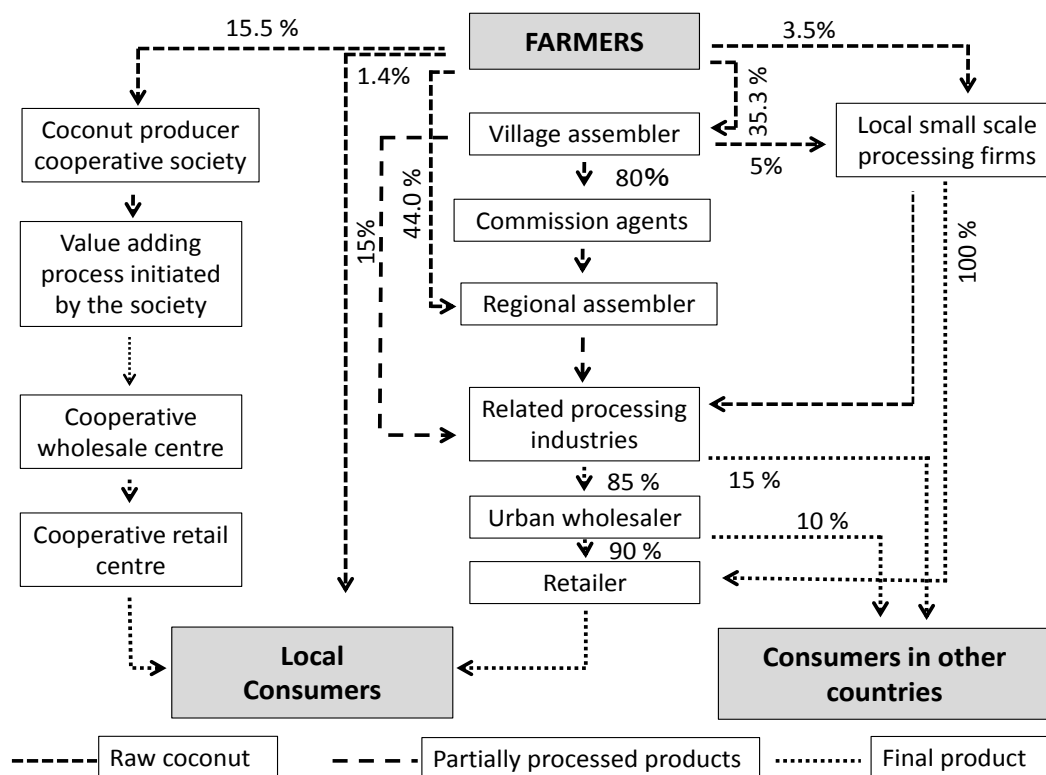 15.5 %
FARMERS
3.5%
1.4%
35.3 %
Coconut producer
cooperative society
Village assembler
Local small scale
processing firms
5%
80%
44.0 %
15%
Commission agents
100 %
Value adding
process initiated
by the society
Regional assembler
Related processing
industries
Cooperative
wholesale centre
85 %
15 %
Urban wholesaler
10 %
90 %
Cooperative retail
centre
Retailer
Local
Consumers
Consumers in other
countries
Raw coconut
Partially processed products
Final product